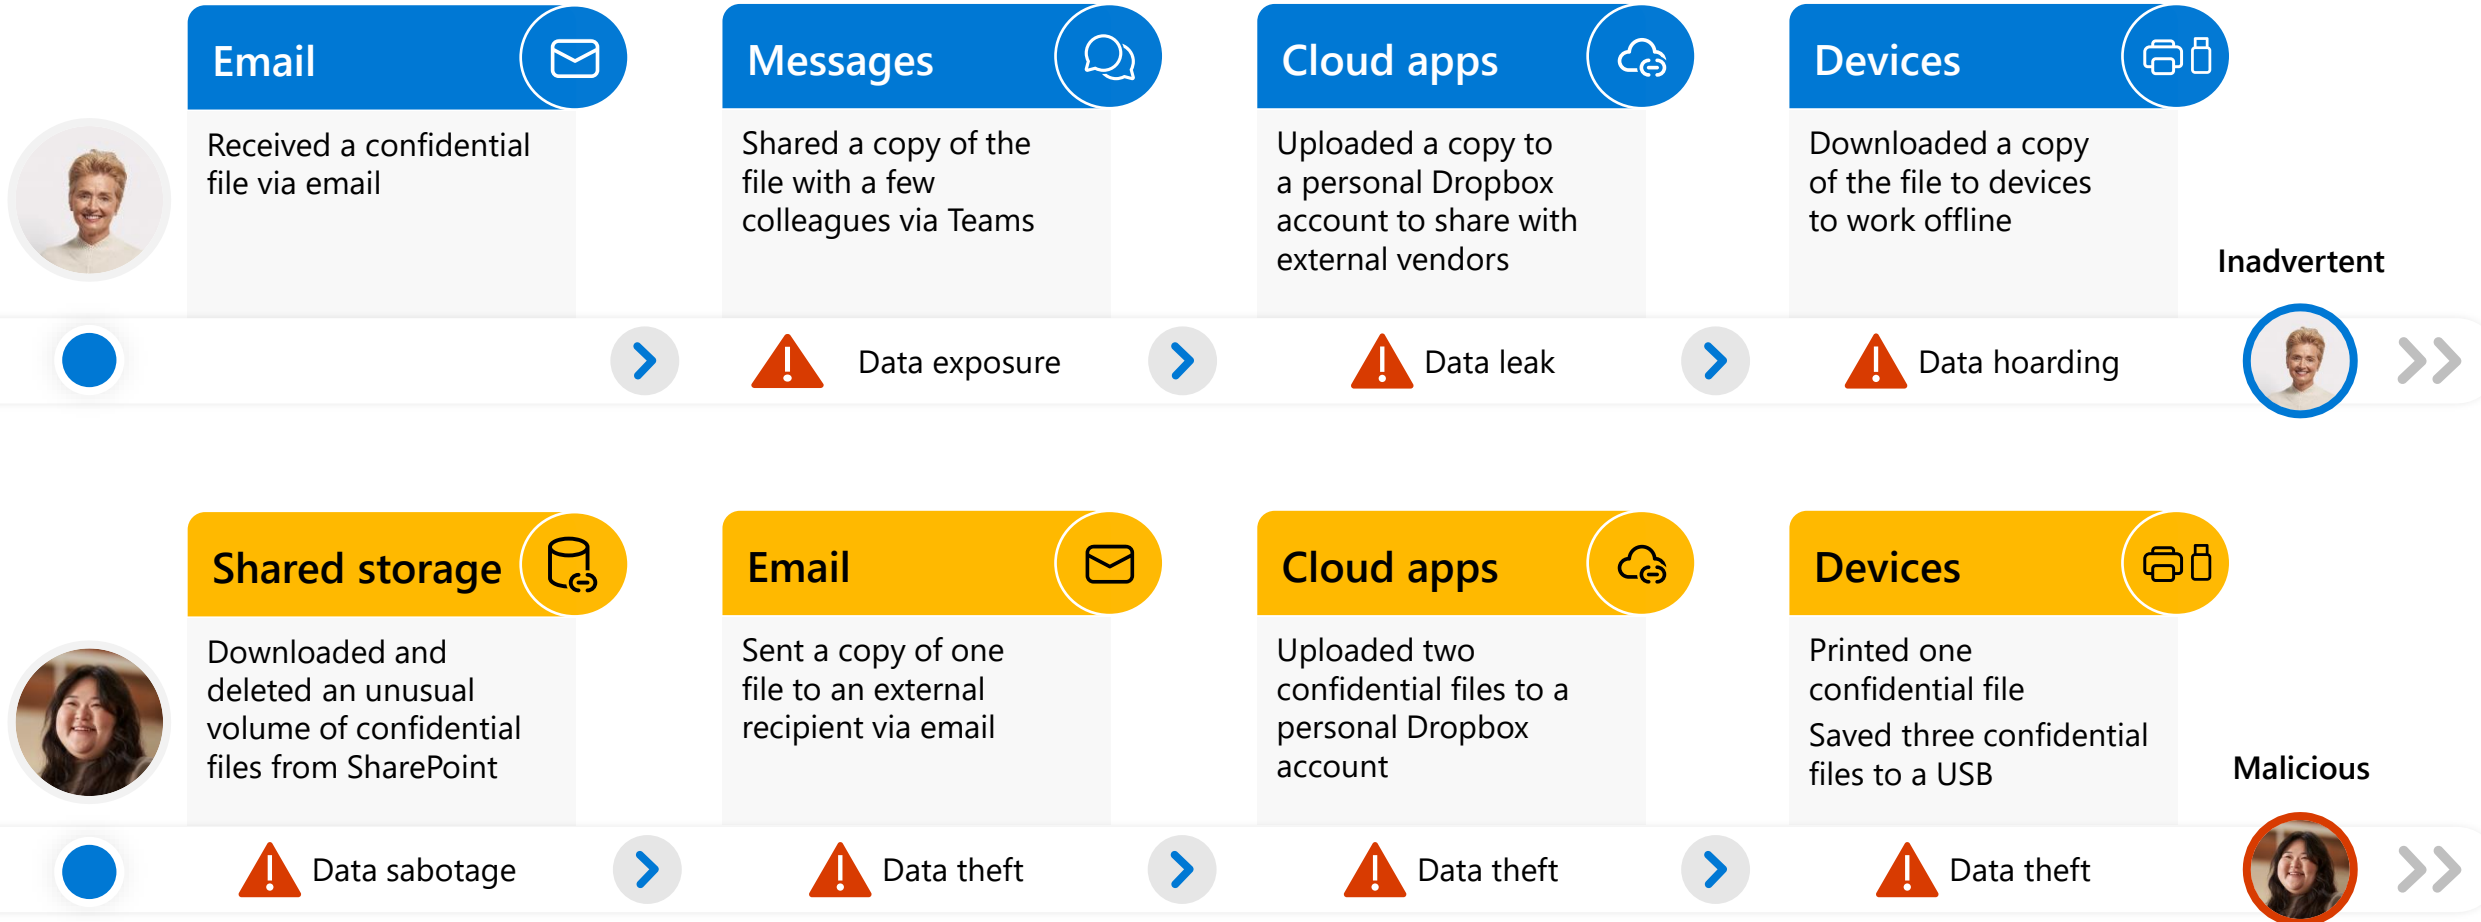 Email
Messages
Cloud apps
Devices
Received a confidential
file via email
Shared a copy of the
file with a few
colleagues via Teams
Uploaded a copy to
a personal Dropbox
account to share with
external vendors
Downloaded a copy
of the file to devices
to work offline
Inadvertent
Data exposure
Data leak
Data hoarding
Shared storage
Email
Cloud apps
Devices
Downloaded and
deleted an unusual
volume of confidential
files from SharePoint
Sent a copy of one
file to an external
recipient via email
Uploaded two
confidential files to a
personal Dropbox
account
Printed one
confidential file
Saved three confidential
files to a USB
Malicious
Data sabotage
Data theft
Data theft
Data theft